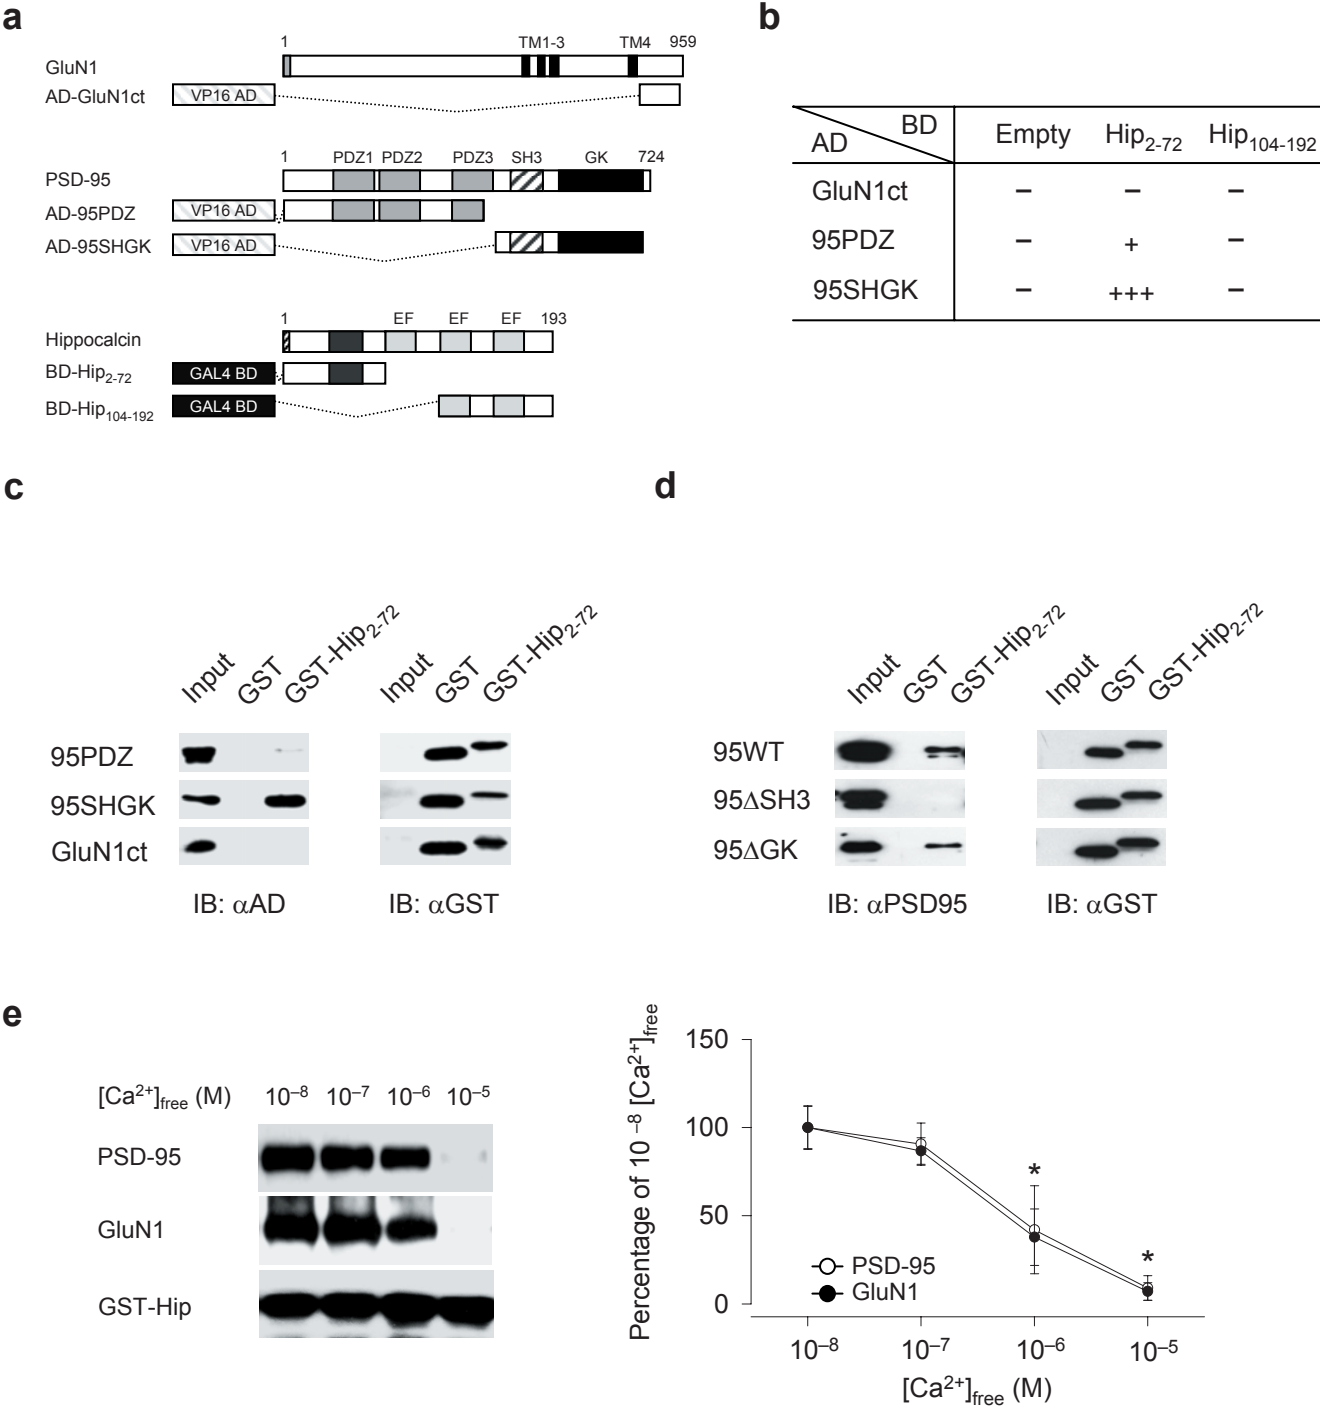 a
1 TM1-3 TM4 959
GluN1
AD-GluN1ct VP16 AD
1 PDZ1 PDZ2 PDZ3 SH3 GK 724
PSD-95
AD-95PDZ VP16 AD
AD-95SHGK VP16 AD
1 EF EF EF 193
Hippocalcin
BD-Hip2-72 GAL4 BD
BD-Hip104-192 GAL4 BD
b
BD
AD Empty Hip2-72 Hip104-192
GluN1ct – – –
95PDZ – + –
95SHGK – +++ –
c
Input GST GST-Hip2-72 Input GST GST-Hip2-72
95PDZ
95SHGK
GluN1ct
IB: αAD IB: αGST
d
Input GST GST-Hip2-72 Input GST GST-Hip2-72
95WT
95ΔSH3
95ΔGK
IB: αPSD95 IB: αGST
e
[Ca2+]free (M) 10–8 10–7 10–6 10–5
PSD-95
GluN1
GST-Hip
Percentage of 10–8 [Ca2+]free
150
100
50
0
*
*
PSD-95
GluN1
10–8 10–7 10–6 10–5
[Ca2+]free (M)